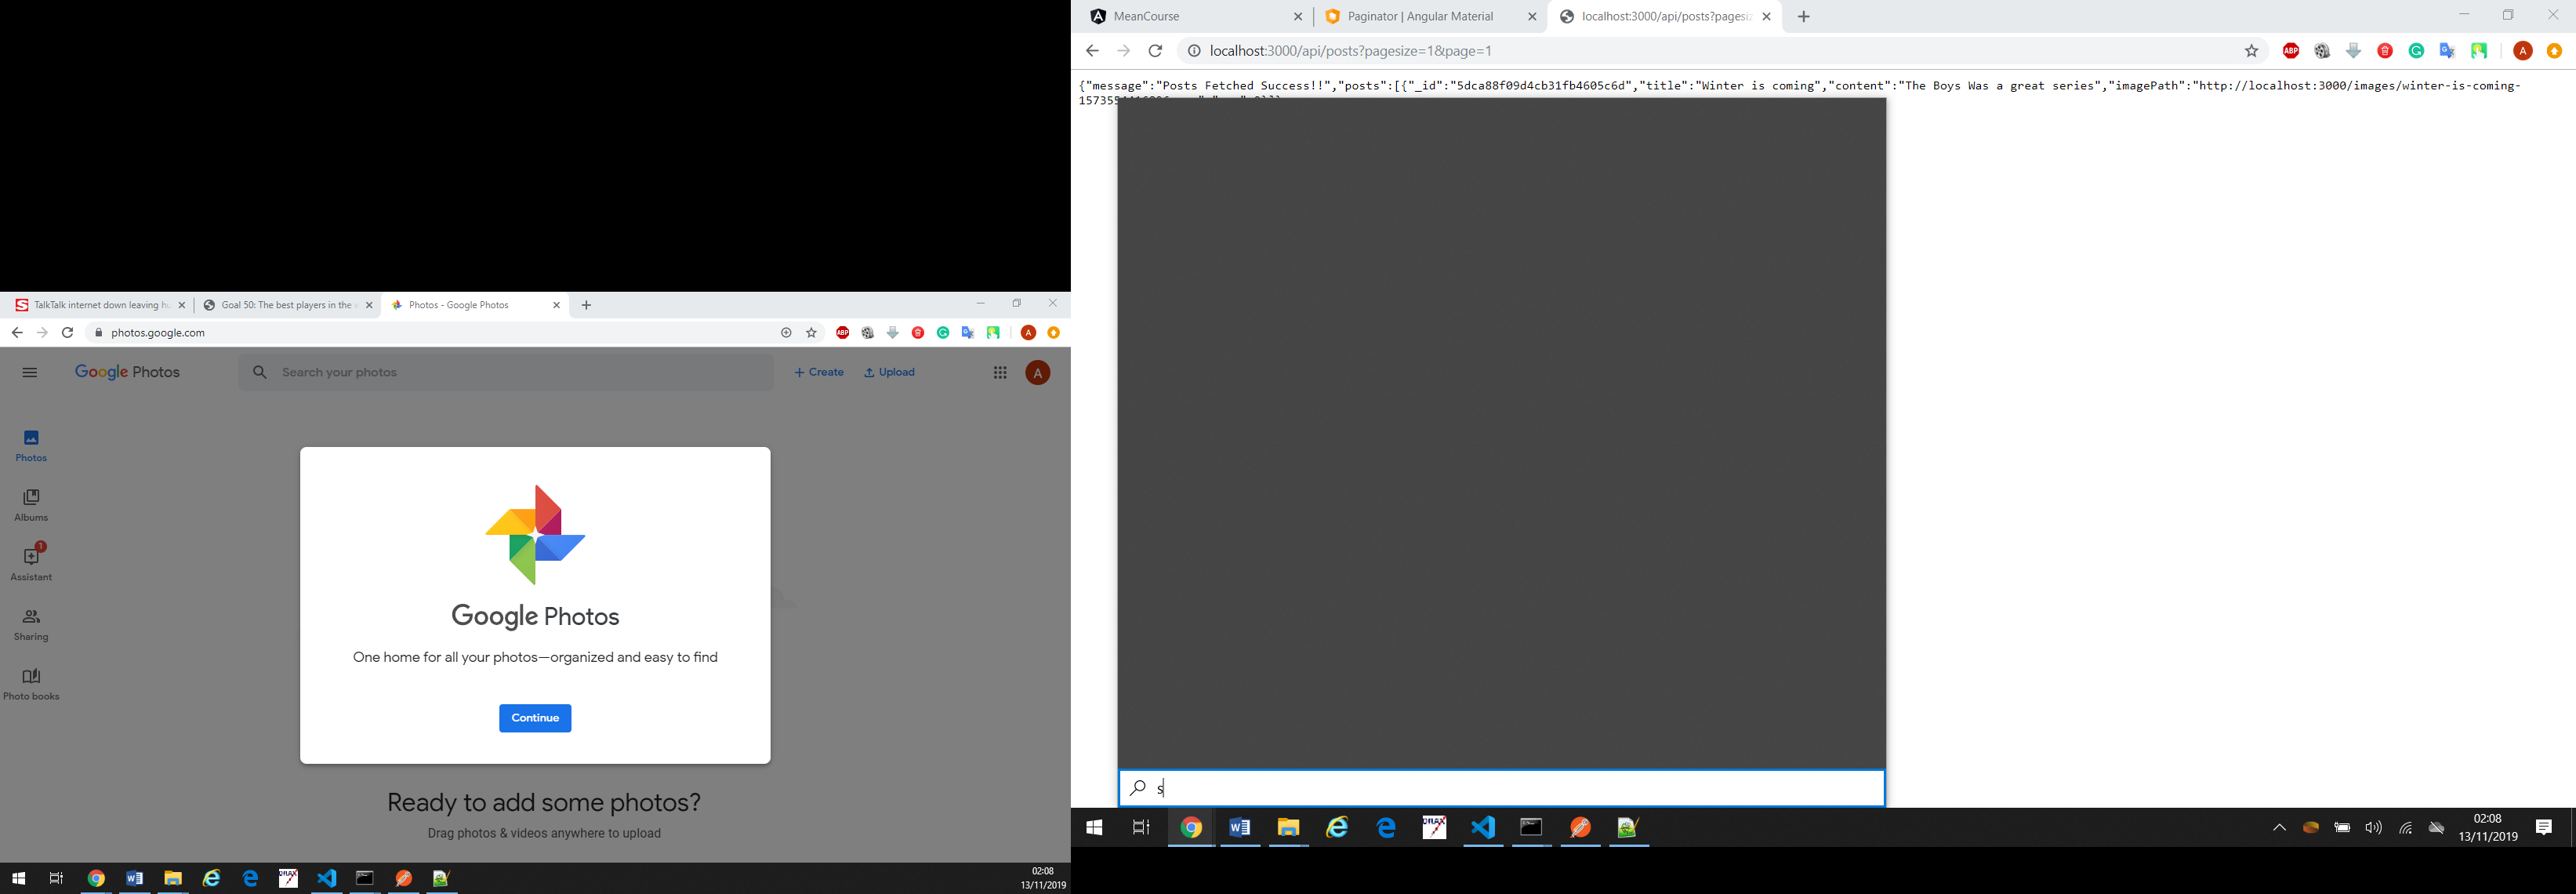 TalkTalk internet down leaving hu
Goal 50: The best players in the
Photos - Google Photos
photos.google.com
ABP
A
Google Photos
Search your photos
Create
Upload
A
Photos
Albums
1
Assistant
Sharing
Photo books
Google Photos
One home for all your photos—organized and easy to find
Continue
Ready to add some photos?
Drag photos & videos anywhere to upload
02:08
13/11/2019
MeanCourse
Paginator | Angular Material
localhost:3000/api/posts?pagesiz
localhost:3000/api/posts?pagesize=1&page=1
ABP
A
{"message":"Posts Fetched Success!!","posts":[{"_id":"5dca88f09d4cb31fb4605c6d","title":"Winter is coming","content":"The Boys Was a great series","imagePath":"http://localhost:3000/images/winter-is-coming-
s
02:08
13/11/2019